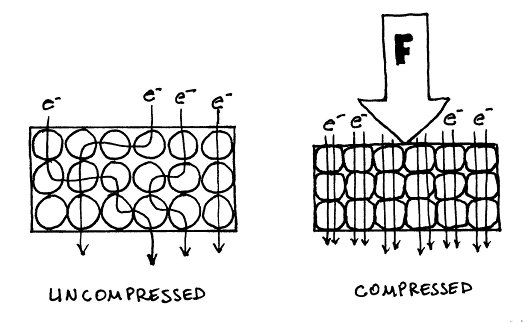 F
e⁻ e⁻ e⁻ e⁻
e⁻ e⁻ e⁻ e⁻
UNCOMPRESSED
COMPRESSED